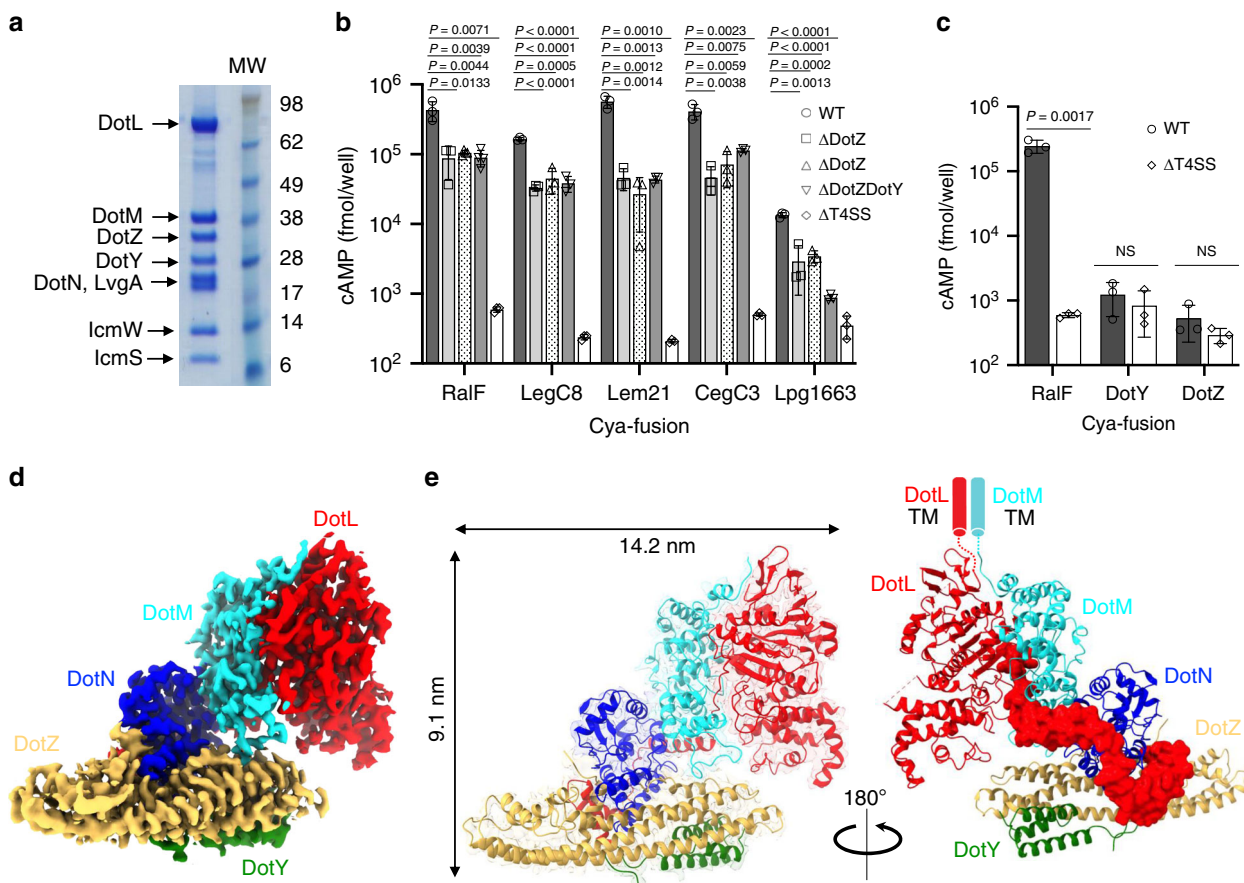 a
MW
DotL
98
62
49
DotM
38
DotZ
DotY
28
DotN, LvgA
17
IcmW
14
IcmS
6
b
P = 0.0071 P < 0.0001 P = 0.0010 P = 0.0023 P < 0.0001
P = 0.0039 P < 0.0001 P = 0.0013 P = 0.0075 P < 0.0001
P = 0.0044 P = 0.0005 P = 0.0012 P = 0.0059 P = 0.0002
P = 0.0133 P < 0.0001 P = 0.0014 P = 0.0038 P = 0.0013
cAMP (fmol/well)
10⁶
10⁵
10⁴
10³
10²
WT
ΔDotZ
ΔDotZ
ΔDotZDotY
ΔT4SS
RalF LegC8 Lem21 CegC3 Lpg1663
Cya-fusion
c
P = 0.0017
WT
ΔT4SS
cAMP (fmol/well)
10⁶
10⁵
10⁴
10³
10²
NS NS
RalF DotY DotZ
Cya-fusion
d
DotL
DotM
DotN
DotZ
DotY
e
14.2 nm
9.1 nm
180°
DotL DotM
TM TM
DotL
DotM
DotN
DotZ
DotY